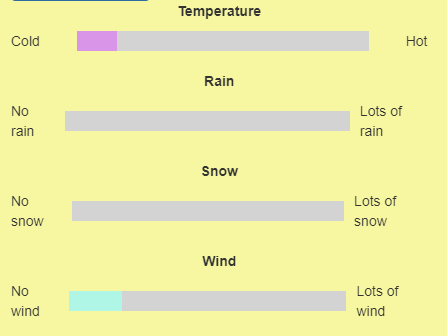 Temperature
Cold Hot
Rain
No rain Lots of rain
Snow
No snow Lots of snow
Wind
No wind Lots of wind